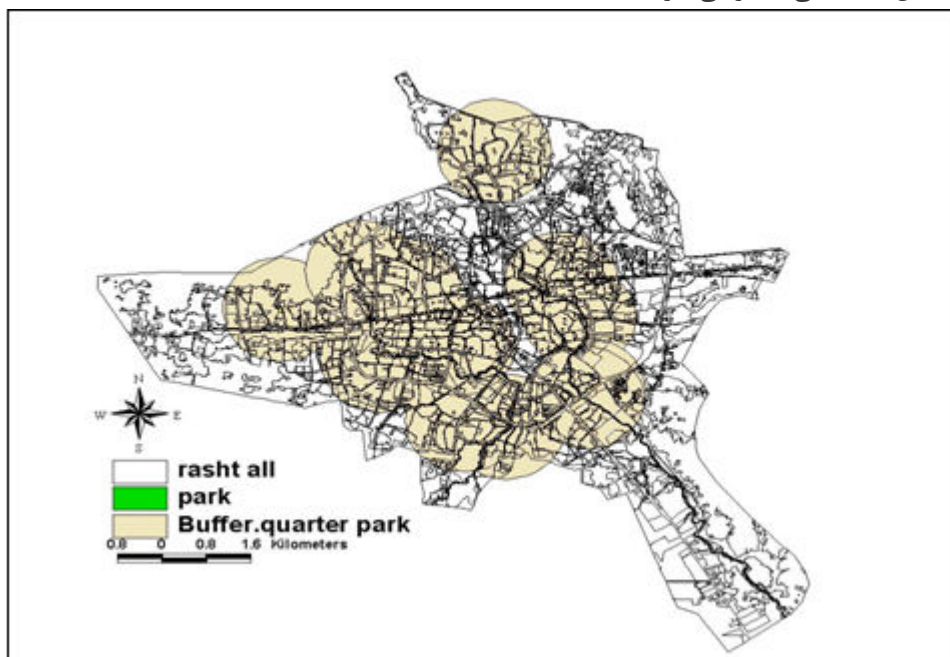 N
W E
S
rasht all
park
Buffer.quarter park
0.8 0 0.8 1.6 Kilometers